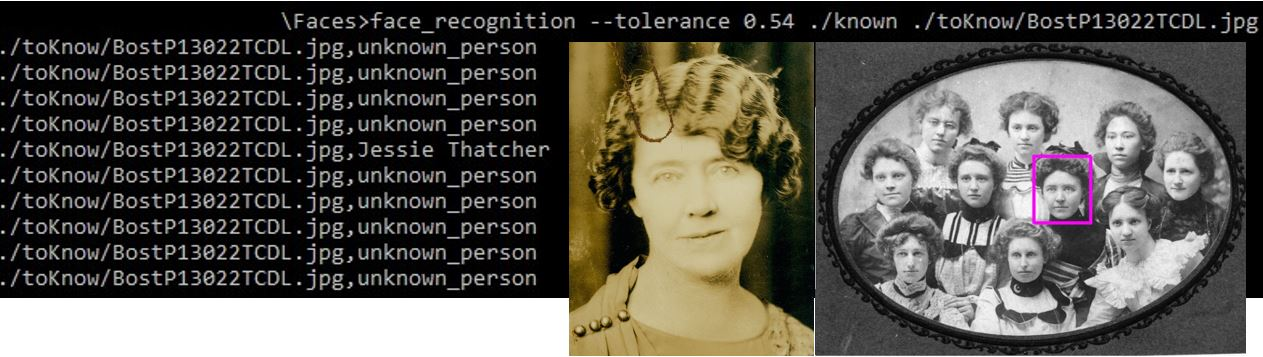 \Faces>face_recognition --tolerance 0.54 ./known ./toKnow/BostP13022TCDL.jpg
./toKnow/BostP13022TCDL.jpg,unknown_person
./toKnow/BostP13022TCDL.jpg,unknown_person
./toKnow/BostP13022TCDL.jpg,unknown_person
./toKnow/BostP13022TCDL.jpg,unknown_person
./toKnow/BostP13022TCDL.jpg,Jessie Thatcher
./toKnow/BostP13022TCDL.jpg,unknown_person
./toKnow/BostP13022TCDL.jpg,unknown_person
./toKnow/BostP13022TCDL.jpg,unknown_person
./toKnow/BostP13022TCDL.jpg,unknown_person
./toKnow/BostP13022TCDL.jpg,unknown_person